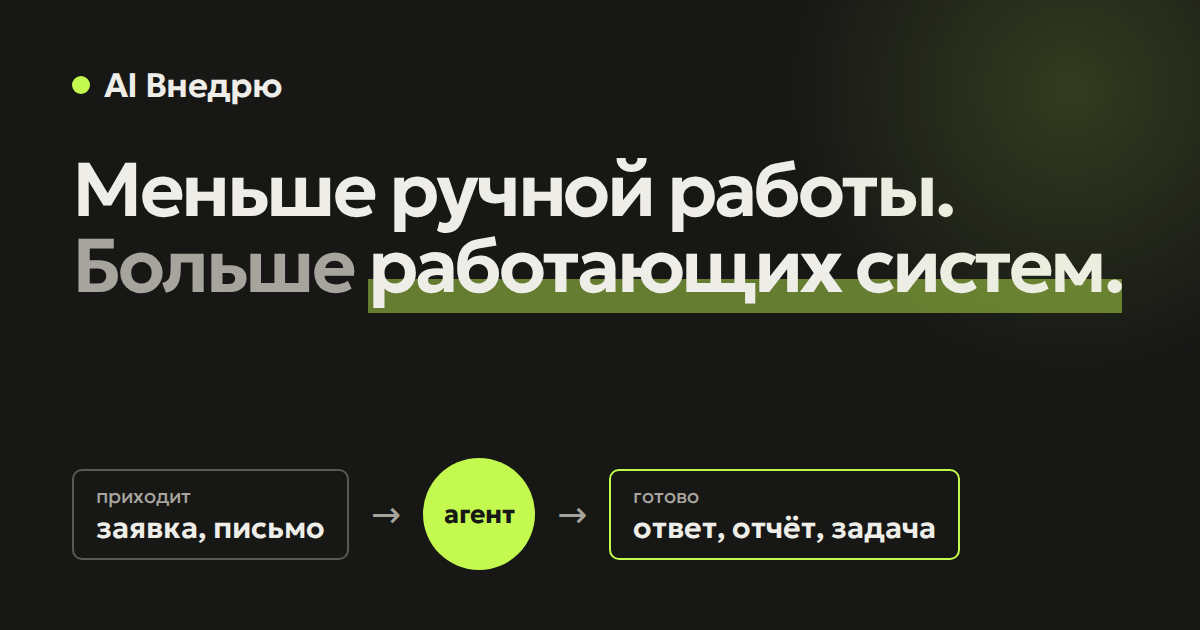 AI Внедрю
Меньше ручной работы.
Больше работающих систем.
приходит
заявка, письмо
→
агент
→
готово
ответ, отчёт, задача